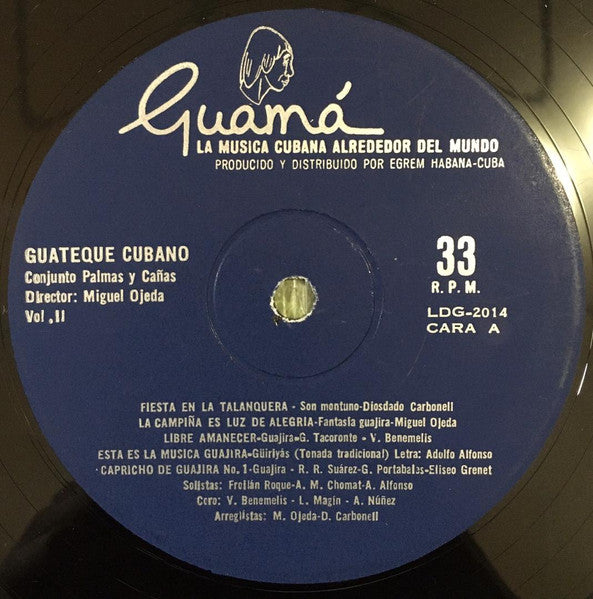 Guamá
LA MUSICA CUBANA ALREDEDOR DEL MUNDO
PRODUCIDO Y DISTRIBUIDO POR EGREM HABANA-CUBA
GUATEQUE CUBANO
Conjunto Palmas y Cañas
Director: Miguel Ojeda
Vol. II
33
R. P. M.
LDG-2014
CARA A
FIESTA EN LA TALANQUERA - Son montuno-Diosdado Carbonell
LA CAMPIÑA ES LUZ DE ALEGRIA-Fantasía guajira-Miguel Ojeda
LIBRE AMANECER-Guajira-G. Tacoronte - V. Benemelis
ESTA ES LA MUSICA GUAJIRA-Güiriyás (Tonada tradicional) Letra: Adolfo Alfonso
CAPRICHO DE GUAJIRA No. 1-Guajira - R. R. Suárez-G. Portabales-Eliseo Grenet
Solistas: Froilán Roque-A. M. Chomat-A. Alfonso
Coro: V. Benemelis - L. Magín - A. Núñez
Arreglistas: M. Ojeda-D. Carbonell